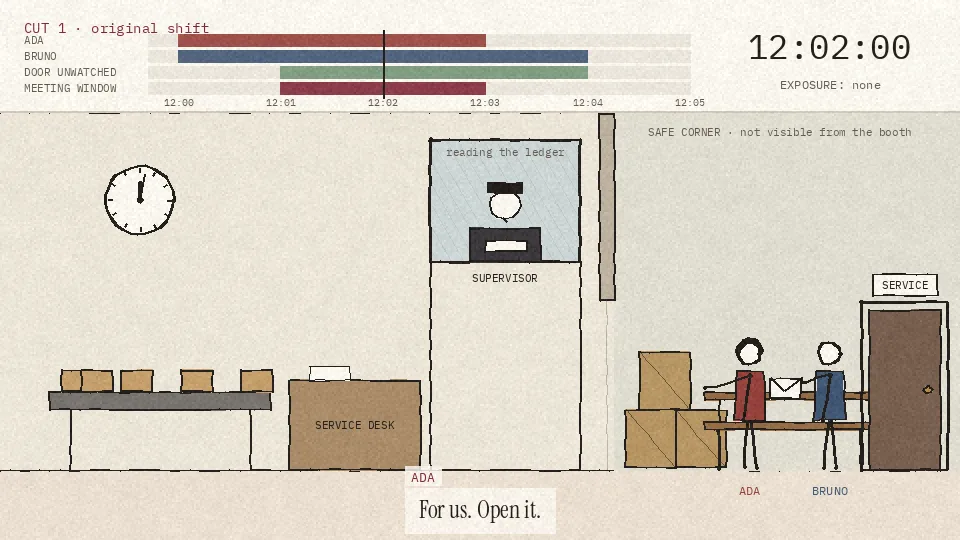 CUT 1 · original shift
ADA
BRUNO
DOOR UNWATCHED
MEETING WINDOW
12:00 12:01 12:02 12:03 12:04 12:05
12:02:00
EXPOSURE: none
SAFE CORNER · not visible from the booth
reading the ledger
SUPERVISOR
SERVICE
SERVICE DESK
ADA BRUNO
ADA
For us. Open it.